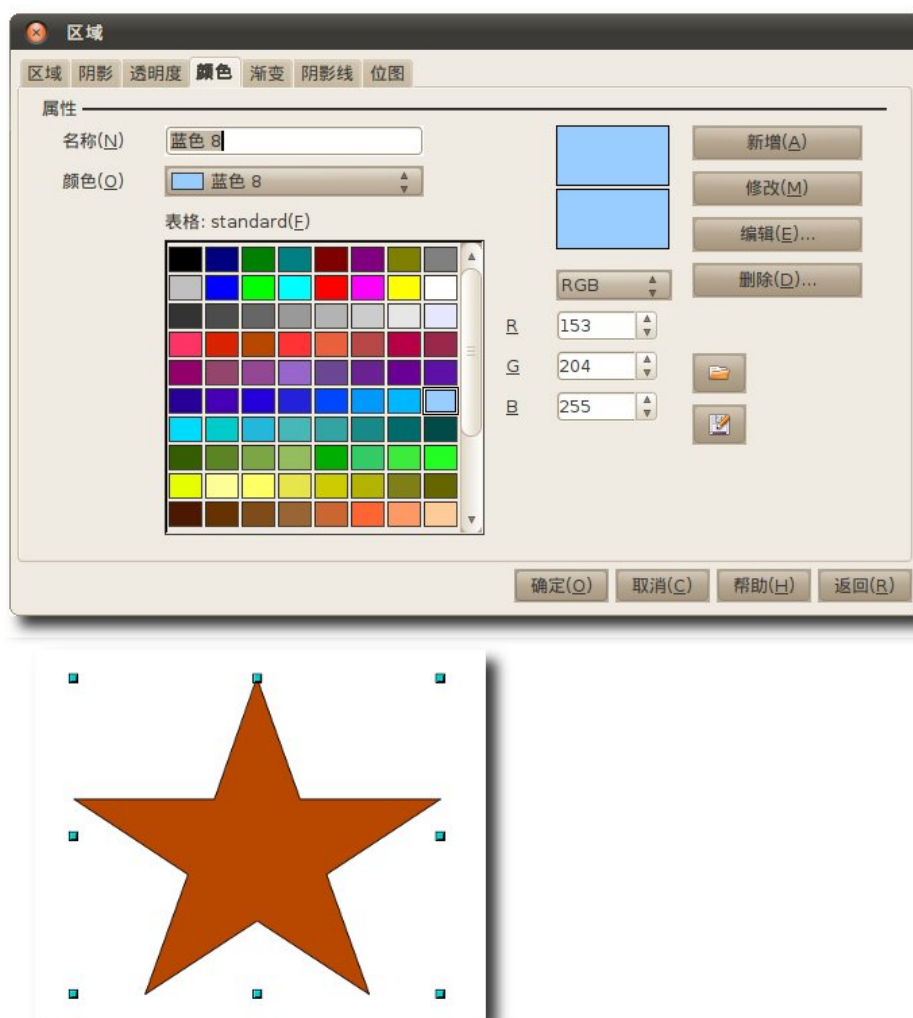 区域
区域 阴影 透明度 颜色 渐变 阴影线 位图
属性
名称(N) 蓝色 8 新增(A)
颜色(O) 蓝色 8 修改(M)
表格: standard(F) 编辑(E)...
RGB 删除(D)...
R 153
G 204
B 255
确定(O) 取消(C) 帮助(H) 返回(R)